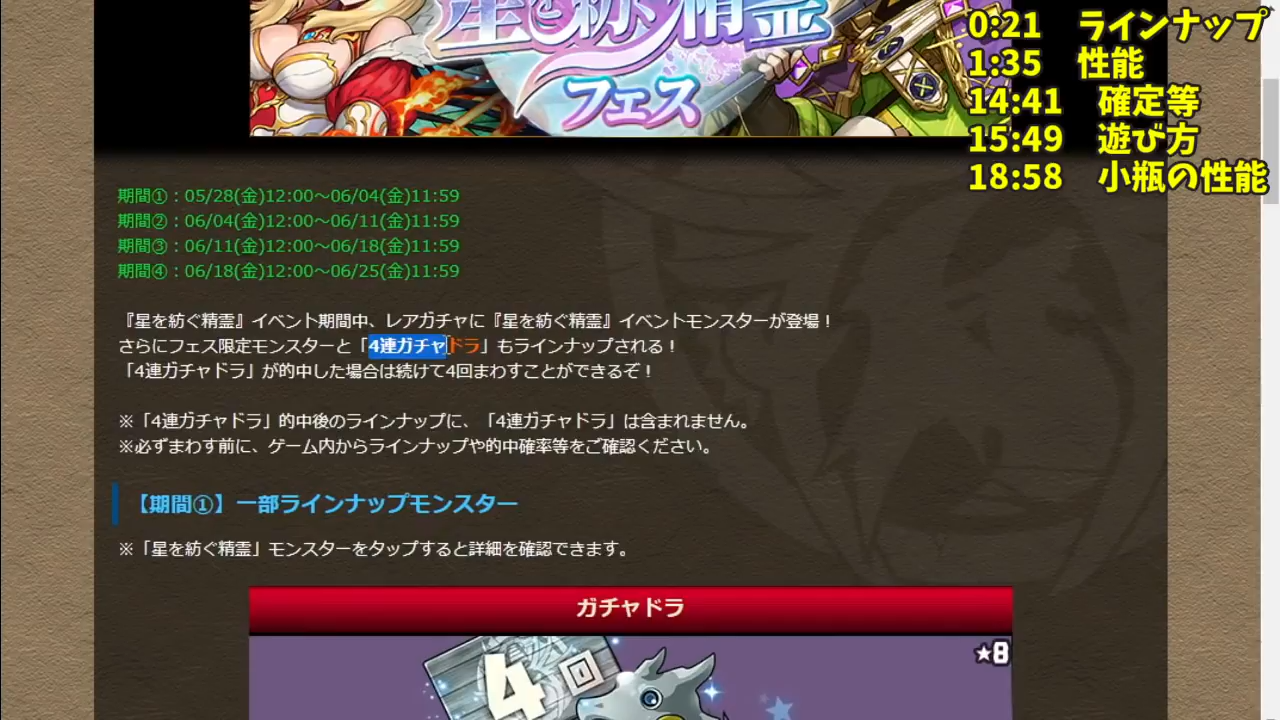 星を紡ぐ精霊
フェス
0:21 ラインナップ
1:35 性能
14:41 確定等
15:49 遊び方
18:58 小瓶の性能
期間①：05/28(金)12:00～06/04(金)11:59
期間②：06/04(金)12:00～06/11(金)11:59
期間③：06/11(金)12:00～06/18(金)11:59
期間④：06/18(金)12:00～06/25(金)11:59
『星を紡ぐ精霊』イベント期間中、レアガチャに『星を紡ぐ精霊』イベントモンスターが登場！
さらにフェス限定モンスターと「4連ガチャドラ」もラインナップされる！
「4連ガチャドラ」が的中した場合は続けて4回まわすことができるぞ！
※「4連ガチャドラ」的中後のラインナップに、「4連ガチャドラ」は含まれません。
※必ずまわす前に、ゲーム内からラインナップや的中確率等をご確認ください。
【期間①】一部ラインナップモンスター
※「星を紡ぐ精霊」モンスターをタップすると詳細を確認できます。
ガチャドラ
★8
4回